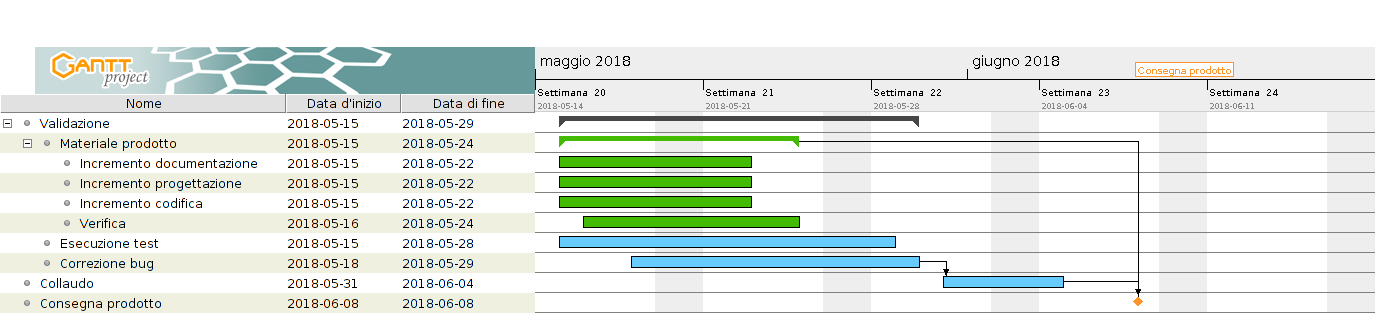 GANTT project
maggio 2018 giugno 2018
Consegna prodotto
Settimana 20 Settimana 21 Settimana 22 Settimana 23 Settimana 24
2018-05-14 2018-05-21 2018-05-28 2018-06-04 2018-06-11
Nome Data d'inizio Data di fine
Validazione 2018-05-15 2018-05-29
Materiale prodotto 2018-05-15 2018-05-24
Incremento documentazione 2018-05-15 2018-05-22
Incremento progettazione 2018-05-15 2018-05-22
Incremento codifica 2018-05-15 2018-05-22
Verifica 2018-05-16 2018-05-24
Esecuzione test 2018-05-15 2018-05-28
Correzione bug 2018-05-18 2018-05-29
Collaudo 2018-05-31 2018-06-04
Consegna prodotto 2018-06-08 2018-06-08